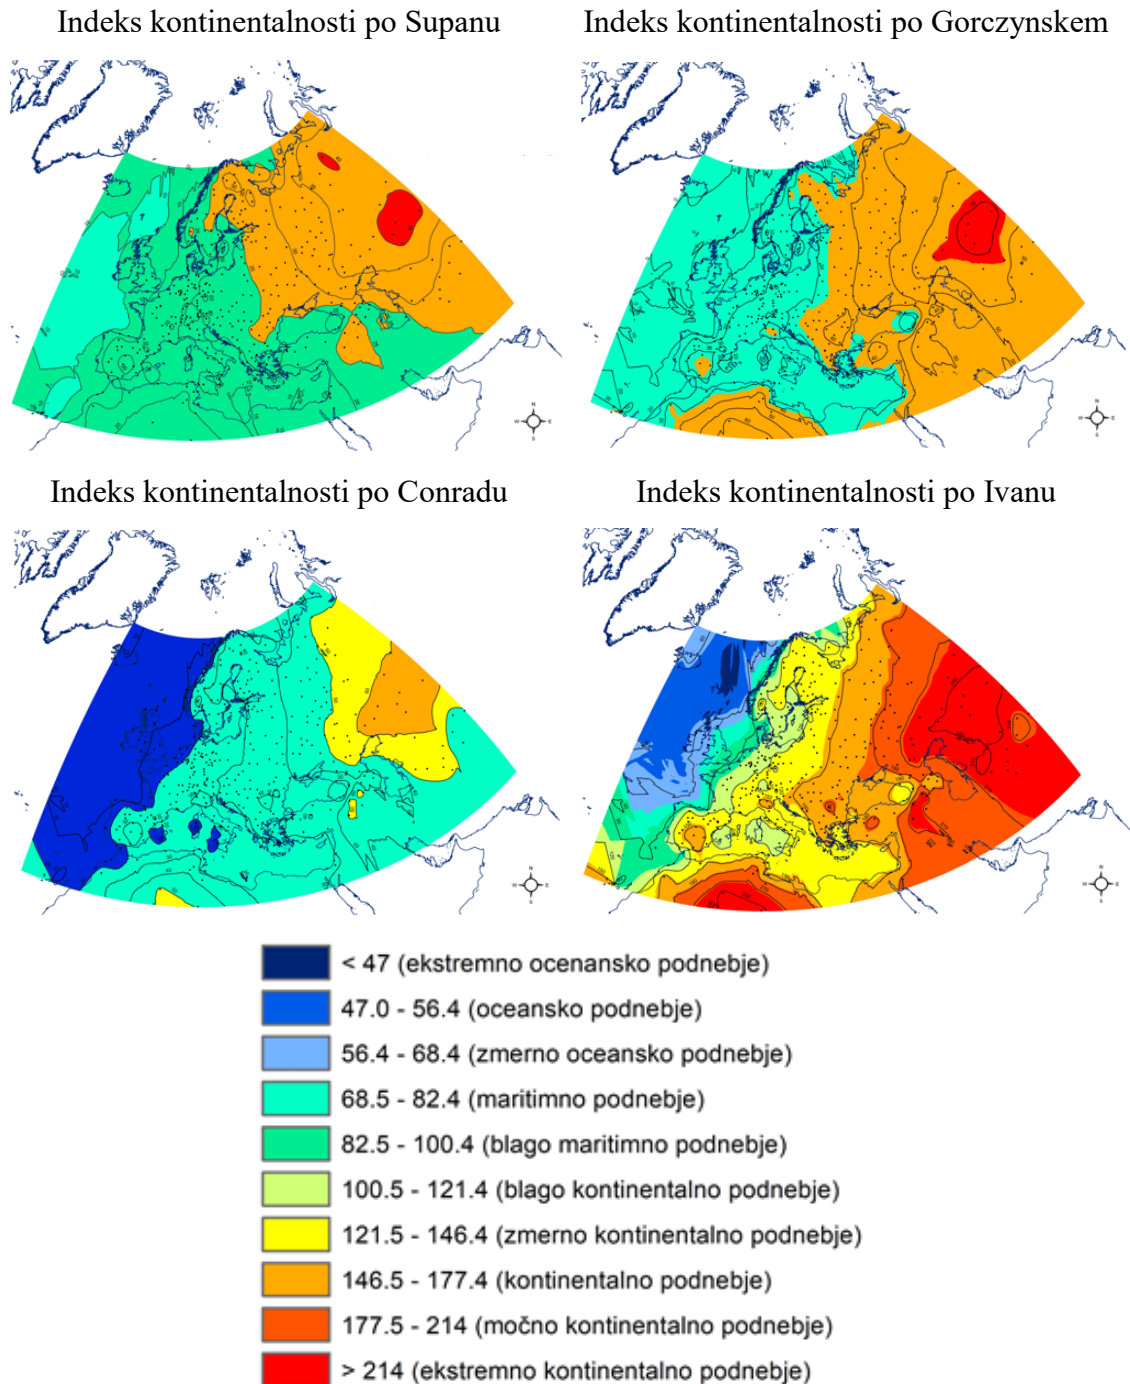 Indeks kontinentalnosti po Supanu
Indeks kontinentalnosti po Gorczynskem
N
W E
S
N
W E
S
Indeks kontinentalnosti po Conradu
Indeks kontinentalnosti po Ivanu
N
W E
S
N
W E
S
< 47 (ekstremno ocenansko podnebje)
47.0 - 56.4 (oceansko podnebje)
56.4 - 68.4 (zmerno oceansko podnebje)
68.5 - 82.4 (maritimno podnebje)
82.5 - 100.4 (blago maritimno podnebje)
100.5 - 121.4 (blago kontinentalno podnebje)
121.5 - 146.4 (zmerno kontinentalno podnebje)
146.5 - 177.4 (kontinentalno podnebje)
177.5 - 214 (močno kontinentalno podnebje)
> 214 (ekstremno kontinentalno podnebje)